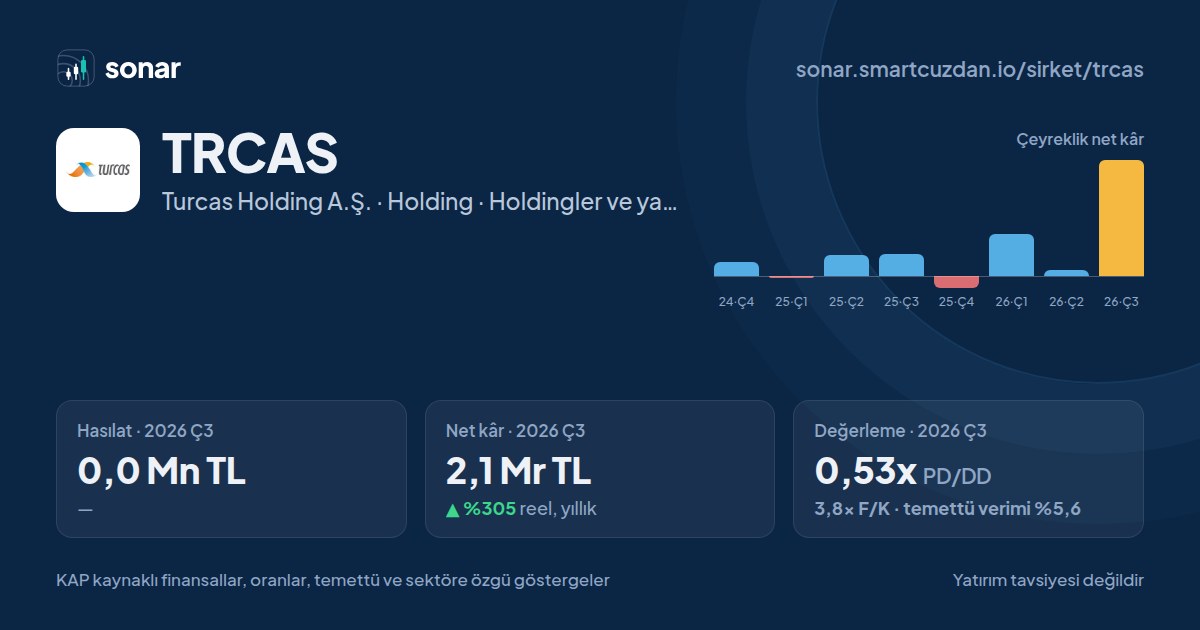 sonar
sonar.smartcuzdan.io/sirket/trcas
turcas
TRCAS
Turcas Holding A.Ş. · Holding · Holdingler ve ya...
Çeyreklik net kâr
24·Ç4 25·Ç1 25·Ç2 25·Ç3 25·Ç4 26·Ç1 26·Ç2 26·Ç3
Hasılat · 2026 Ç3
0,0 Mn TL
—
Net kâr · 2026 Ç3
2,1 Mr TL
▲ %305 reel, yıllık
Değerleme · 2026 Ç3
0,53x PD/DD
3,8× F/K · temettü verimi %5,6
KAP kaynaklı finansallar, oranlar, temettü ve sektöre özgü göstergeler
Yatırım tavsiyesi değildir